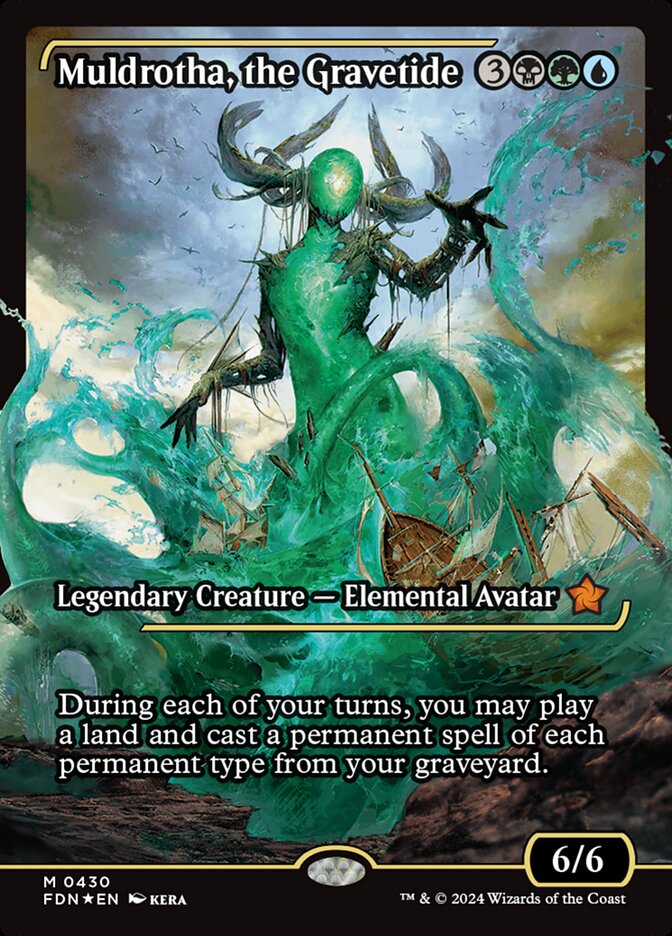 Muldrotha, the Gravetide 3
Legendary Creature — Elemental Avatar
During each of your turns, you may play
a land and cast a permanent spell of each
permanent type from your graveyard.
6/6
M 0430
FDN★EN KERA
™ & © 2024 Wizards of the Coast